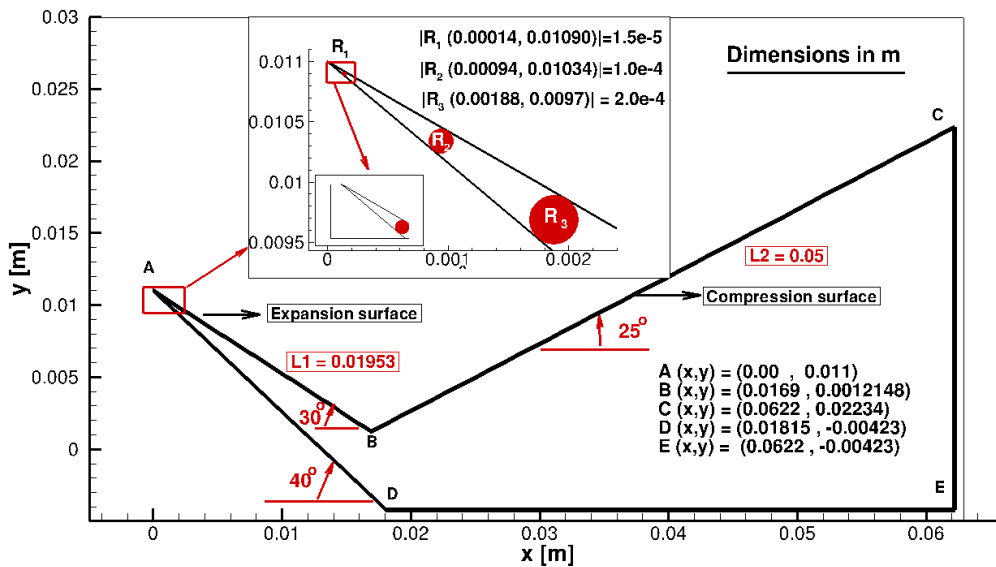 0.03
0.025
0.02
0.015
0.01
0.005
0
y [m]
0 0.01 0.02 0.03 0.04 0.05 0.06
x [m]
R1
0.011
0.0105
0.01
0.0095
0 0.001 0.002
R2
R3
|R1 (0.00014, 0.01090)|=1.5e-5
|R2 (0.00094, 0.01034)|=1.0e-4
|R3 (0.00188, 0.0097)| = 2.0e-4
Dimensions in m
C
L2 = 0.05
A
Expansion surface
Compression surface
25°
L1 = 0.01953
30°
B
40°
D
E
A (x,y) = (0.00 , 0.011)
B (x,y) = (0.0169 , 0.0012148)
C (x,y) = (0.0622 , 0.02234)
D (x,y) = (0.01815 , -0.00423)
E (x,y) = (0.0622 , -0.00423)